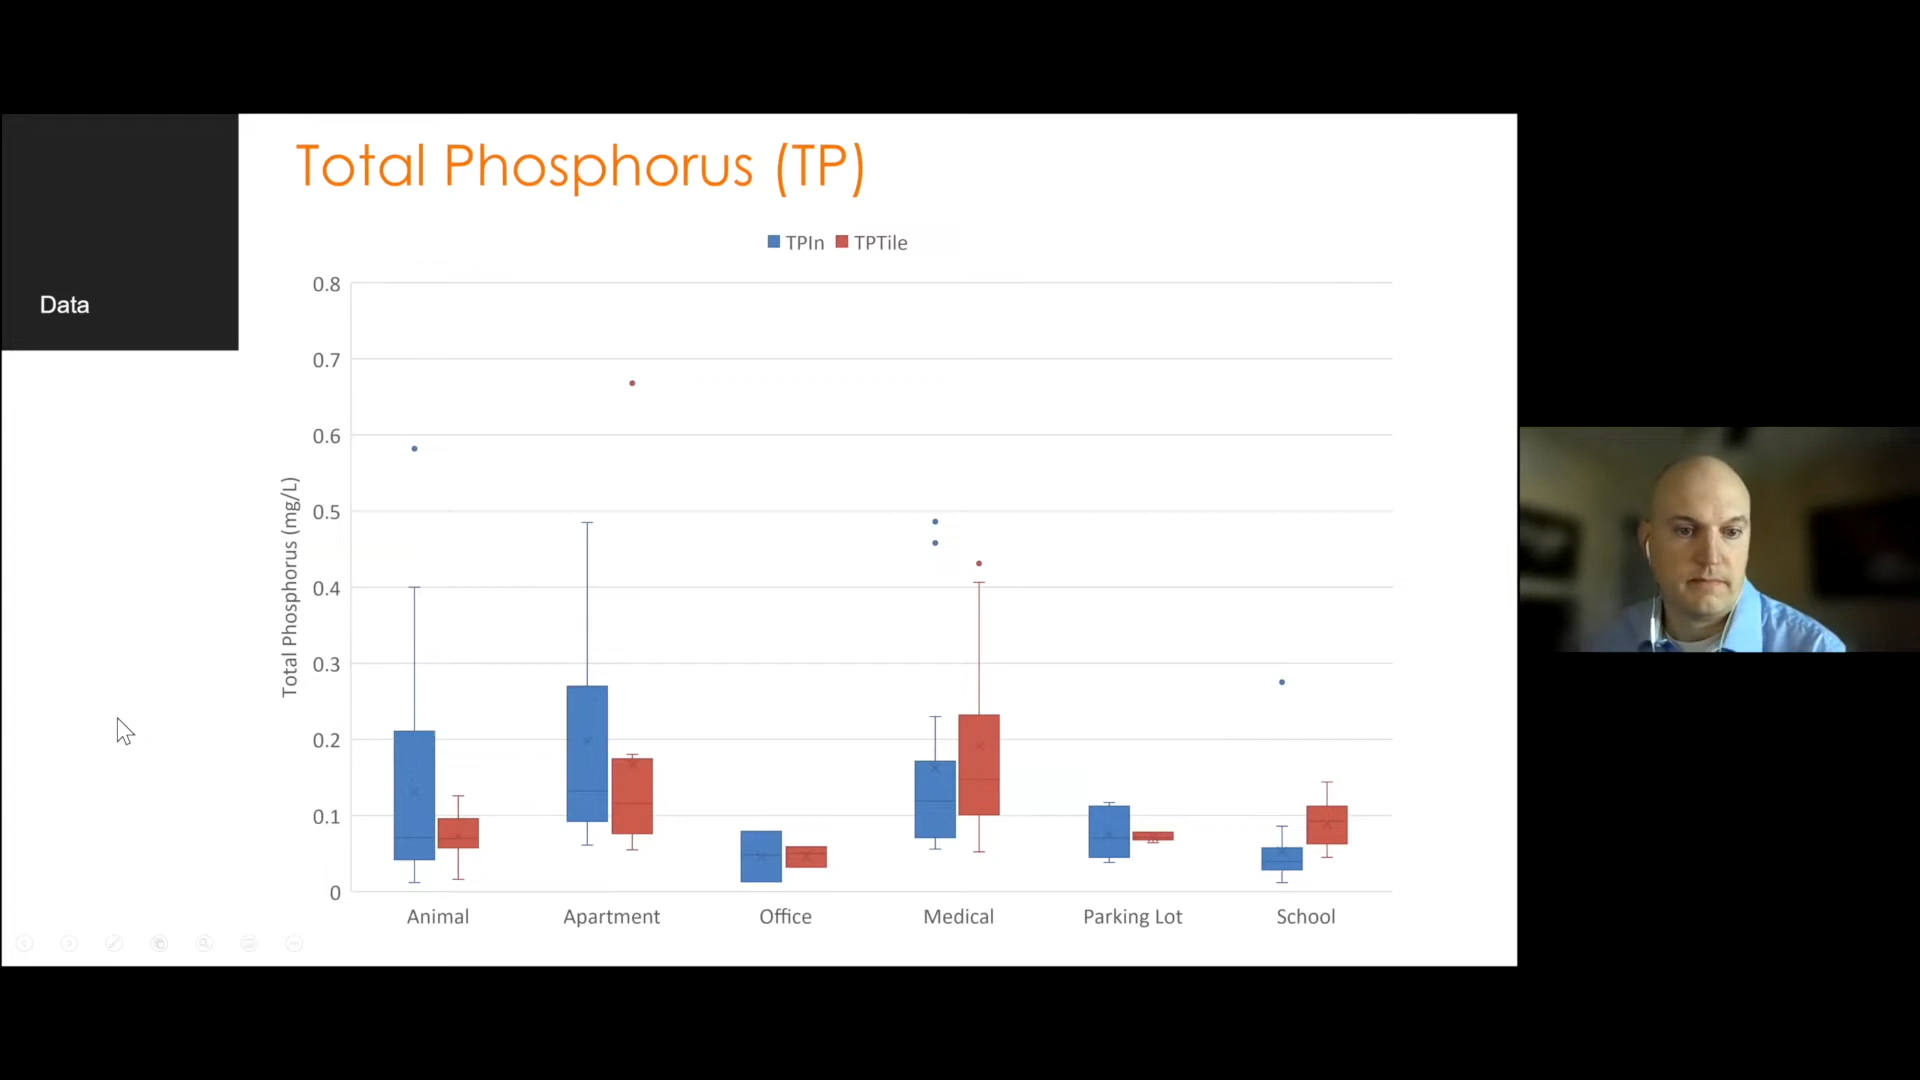 Data
Total Phosphorus (TP)
TPIn TPTile
Total Phosphorus (mg/L)
0.8
0.7
0.6
0.5
0.4
0.3
0.2
0.1
0
Animal Apartment Office Medical Parking Lot School